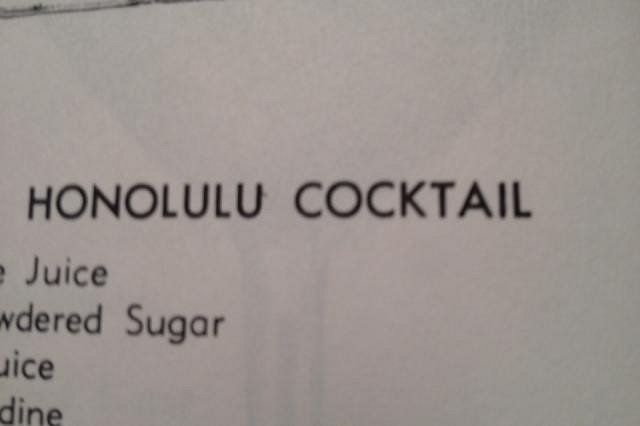 HONOLULU COCKTAIL
e Juice
wdered Sugar
uice
dine